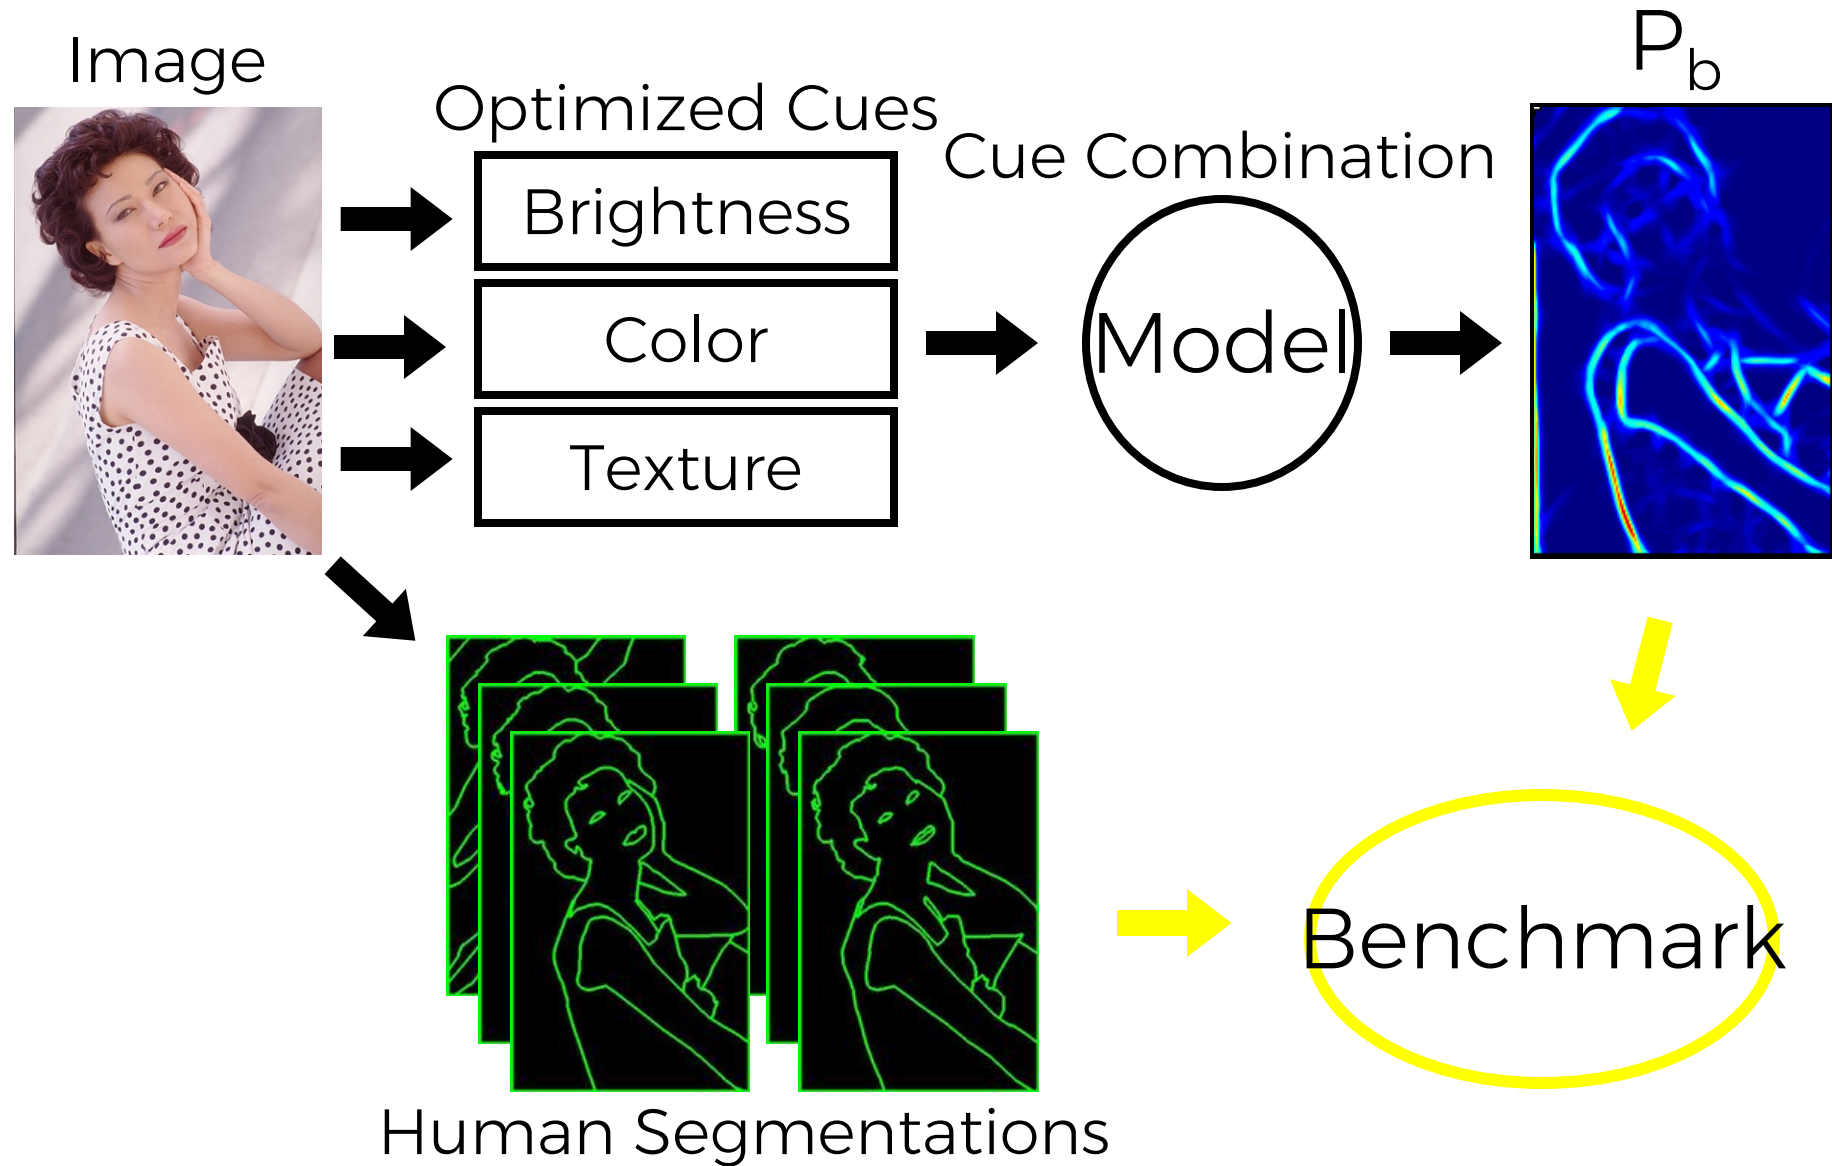 Image
Optimized Cues
Brightness
Color
Texture
Cue Combination
Model
Pb
Human Segmentations
Benchmark